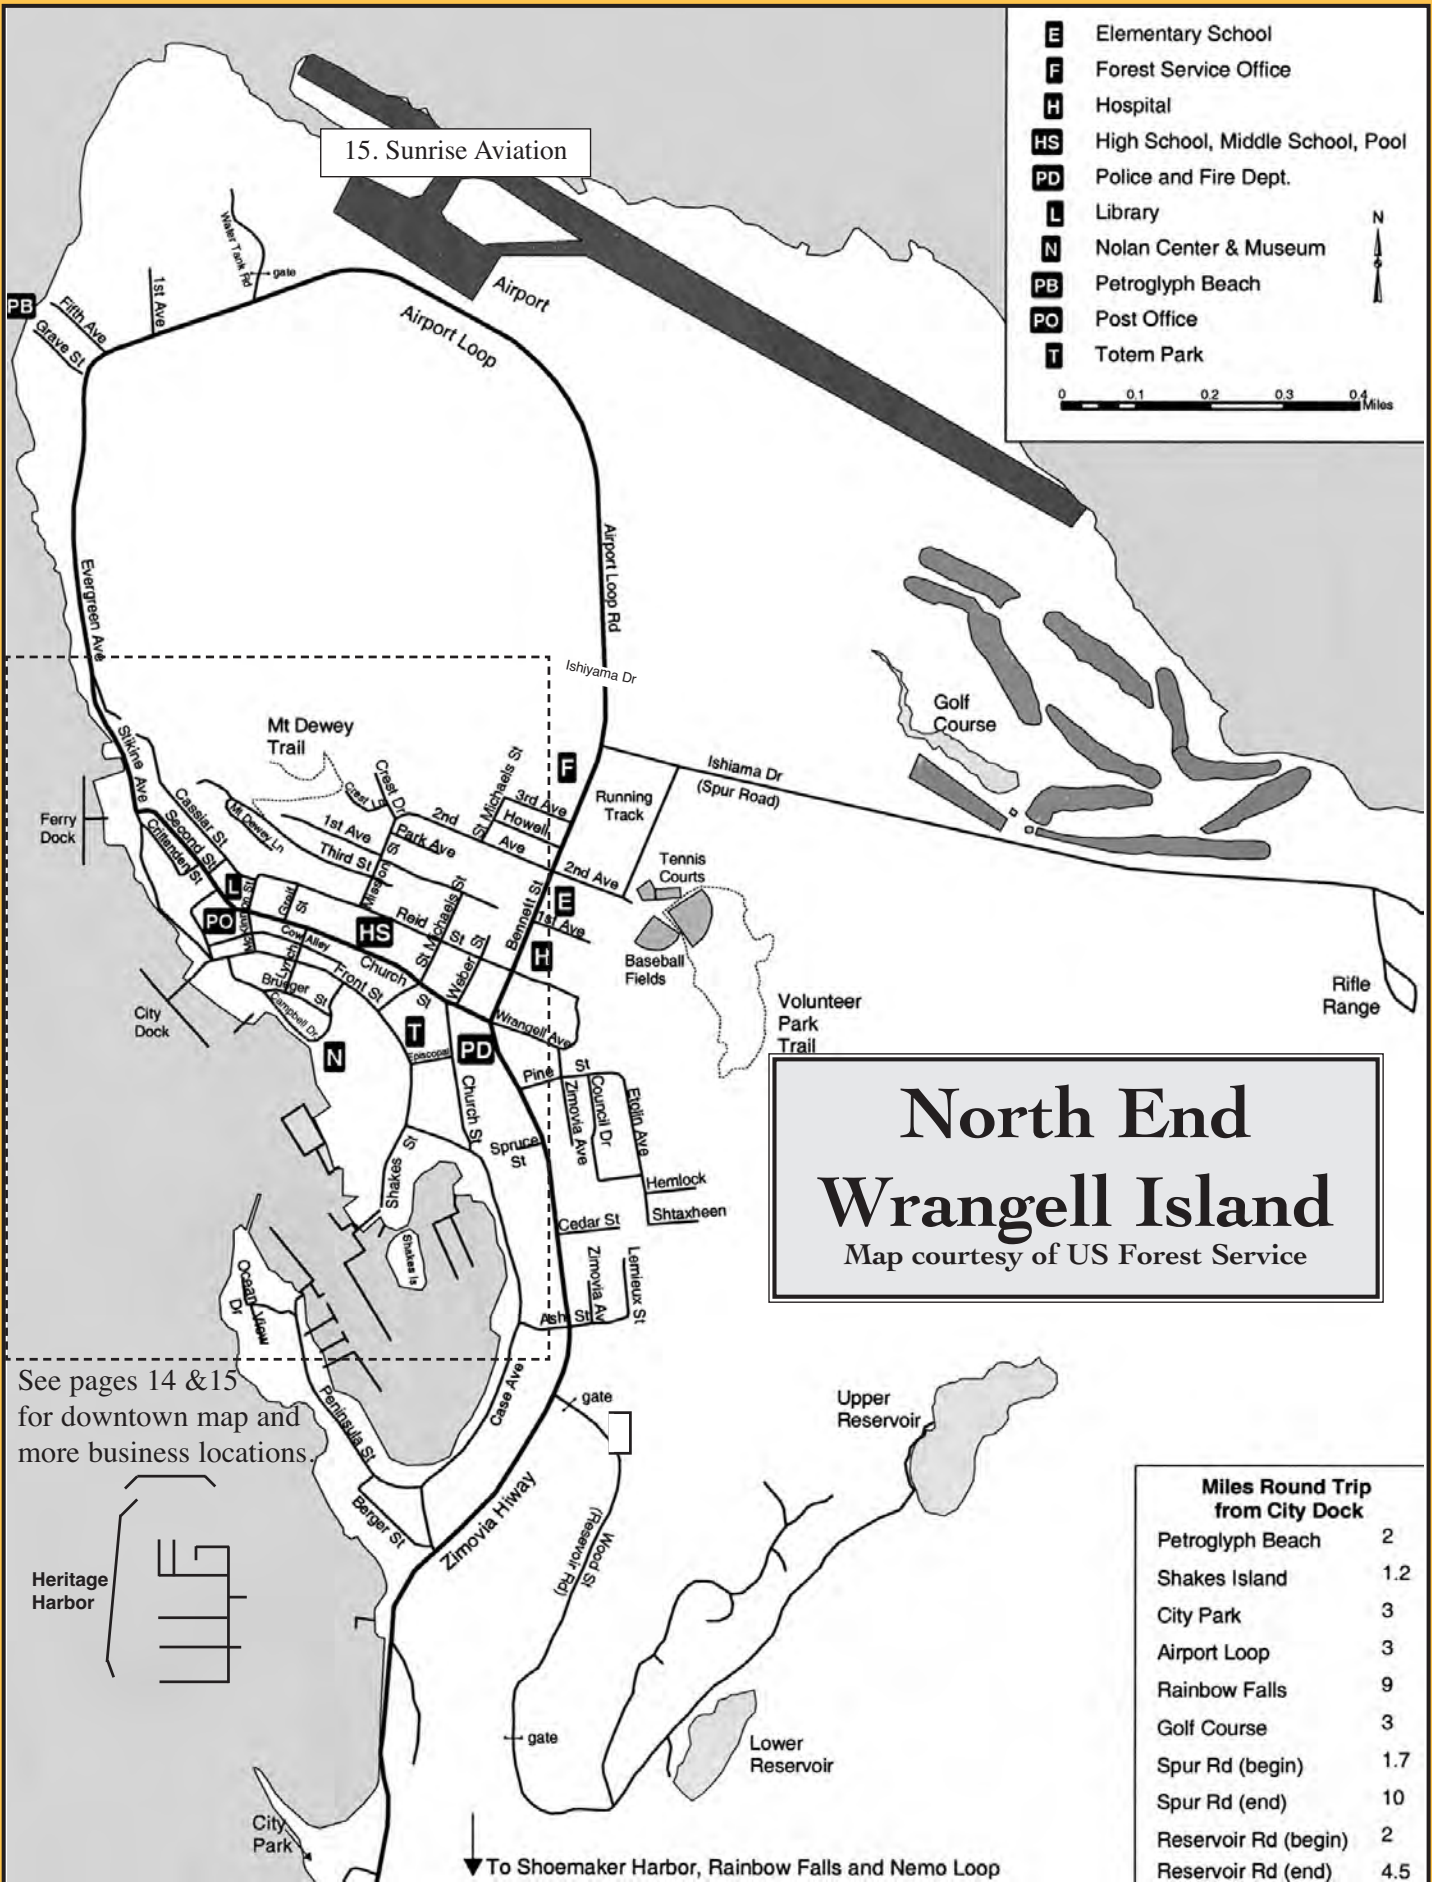 E Elementary School
F Forest Service Office
H Hospital
HS High School, Middle School, Pool
PD Police and Fire Dept.
L Library
N Nolan Center & Museum
PB Petroglyph Beach
PO Post Office
T Totem Park
N
0 0.1 0.2 0.3 0.4
Miles
15. Sunrise Aviation
Water Tank Rd
gate
1st Ave
PB
Fifth Ave
Grave St
Airport
Airport Loop
Airport Loop Rd
Evergreen Ave
Ishiyama Dr
Mt Dewey
Trail
Golf
Course
Ishiama Dr
(Spur Road)
Stikine Ave
Ferry
Dock
Cassiar St
Second St
Crittenden St
Mt Dewey Ln
Crest Dr
Crest Ln
St Michaels St
F
3rd Ave
Howell
Ave
2nd
Park Ave
1st Ave
Third St
Mission
St
Running
Track
2nd Ave
Tennis
Courts
L
PO
McKinnon St
Greif
St
HS
Reid
St
St Michaels St
Weber
St
Bennett St
E
1st Ave
H
Baseball
Fields
Volunteer
Park
Trail
Rifle
Range
Cow Alley
Lynch
Church
St
Front St
Brueger St
Campbell Dr
City
Dock
N
T
Episcopal
PD
Wrangell Ave
Pine St
Church St
Zimovia Ave
Council Dr
Etolin Ave
Spruce
St
Hemlock
Shtaxheen
Cedar St
Shakes St
Shakes Is
Zimovia Av
Lemieux St
Ash St
Ocean View
Dr
North End
Wrangell Island
Map courtesy of US Forest Service
See pages 14 &15
for downtown map and
more business locations.
Peninsula St
Case Ave
gate
Upper
Reservoir
Berger St
Zimovia Hiway
Wood St
(Reservoir Rd)
Heritage
Harbor
gate
Lower
Reservoir
City
Park
To Shoemaker Harbor, Rainbow Falls and Nemo Loop
Miles Round Trip
from City Dock
Petroglyph Beach 2
Shakes Island 1.2
City Park 3
Airport Loop 3
Rainbow Falls 9
Golf Course 3
Spur Rd (begin) 1.7
Spur Rd (end) 10
Reservoir Rd (begin) 2
Reservoir Rd (end) 4.5